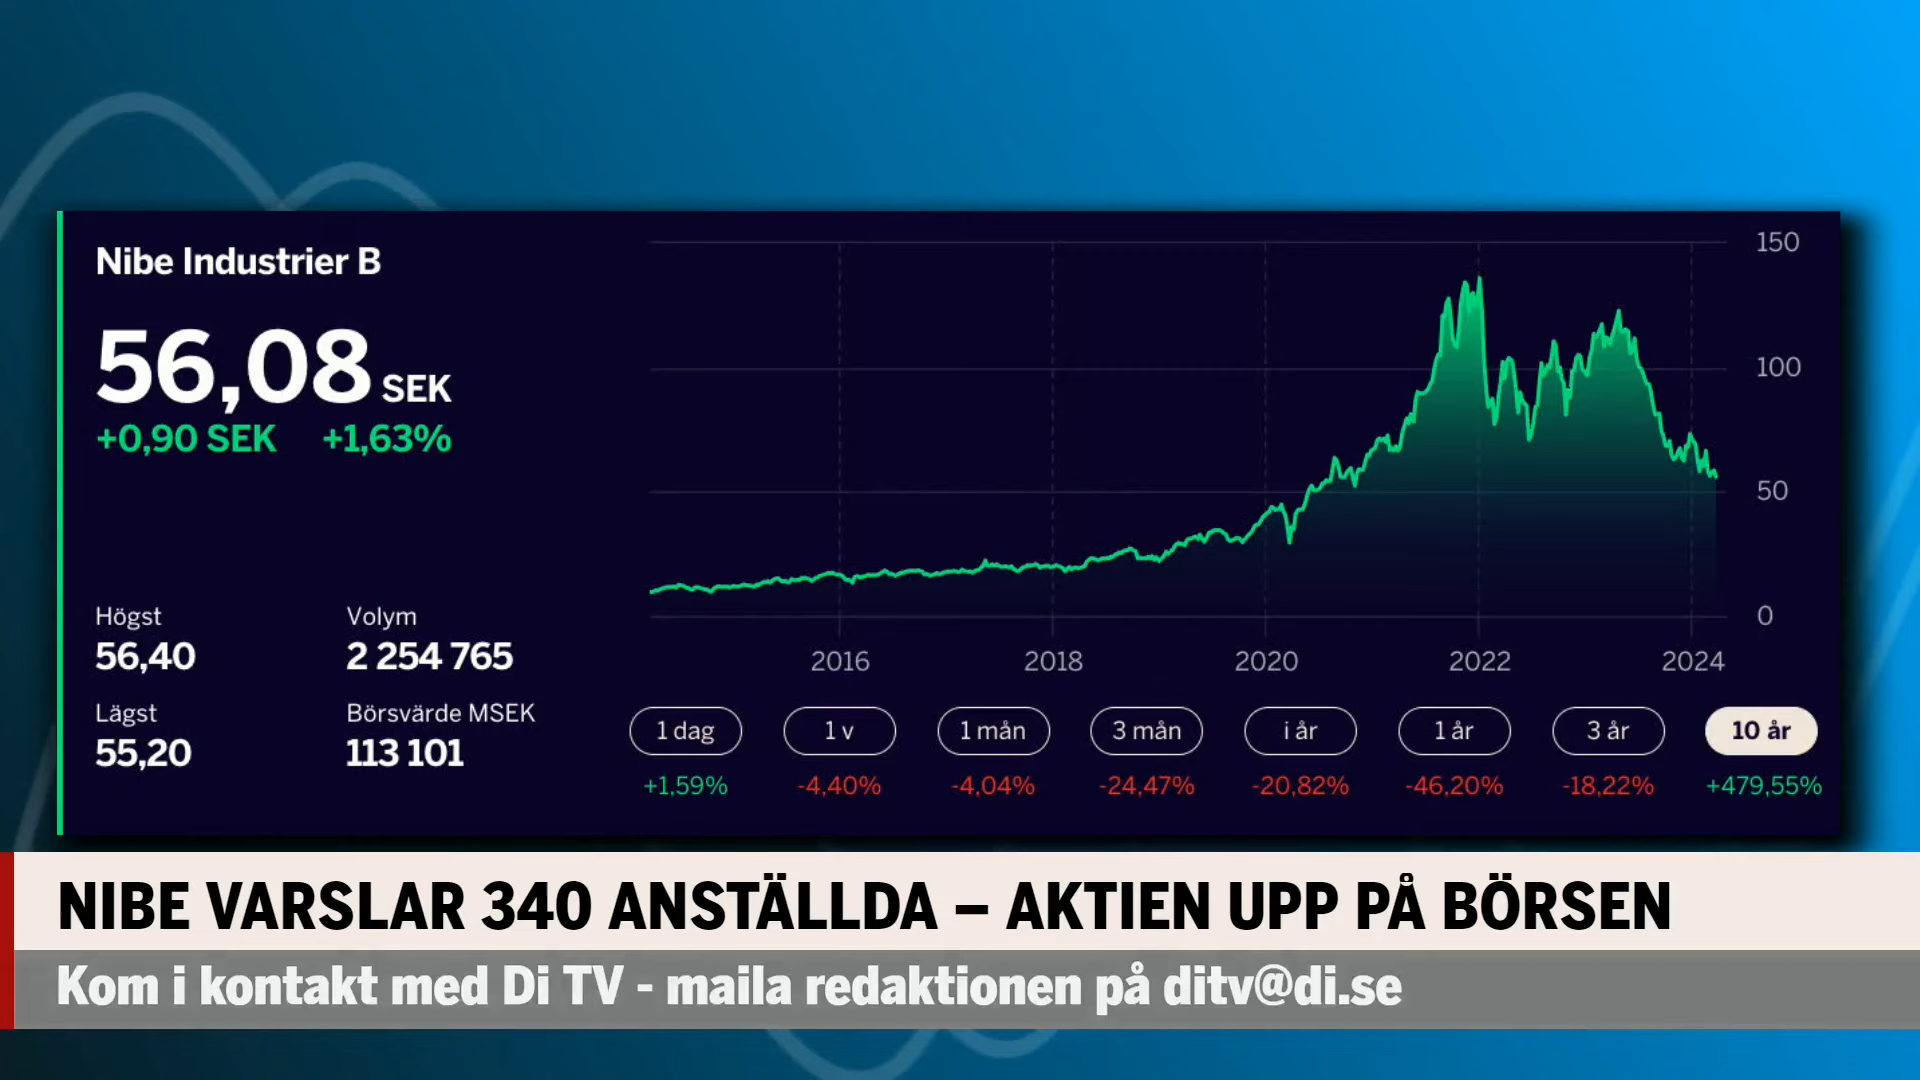 Nibe Industrier B
56,08 SEK
+0,90 SEK +1,63%
Högst Volym
56,40 2 254 765
Lägst Börsvärde MSEK
55,20 113 101
150
100
50
0
2016 2018 2020 2022 2024
1 dag 1 v 1 mån 3 mån i år 1 år 3 år 10 år
+1,59% -4,40% -4,04% -24,47% -20,82% -46,20% -18,22% +479,55%
NIBE VARSLAR 340 ANSTÄLLDA – AKTIEN UPP PÅ BÖRSEN
Kom i kontakt med Di TV - maila redaktionen på ditv@di.se